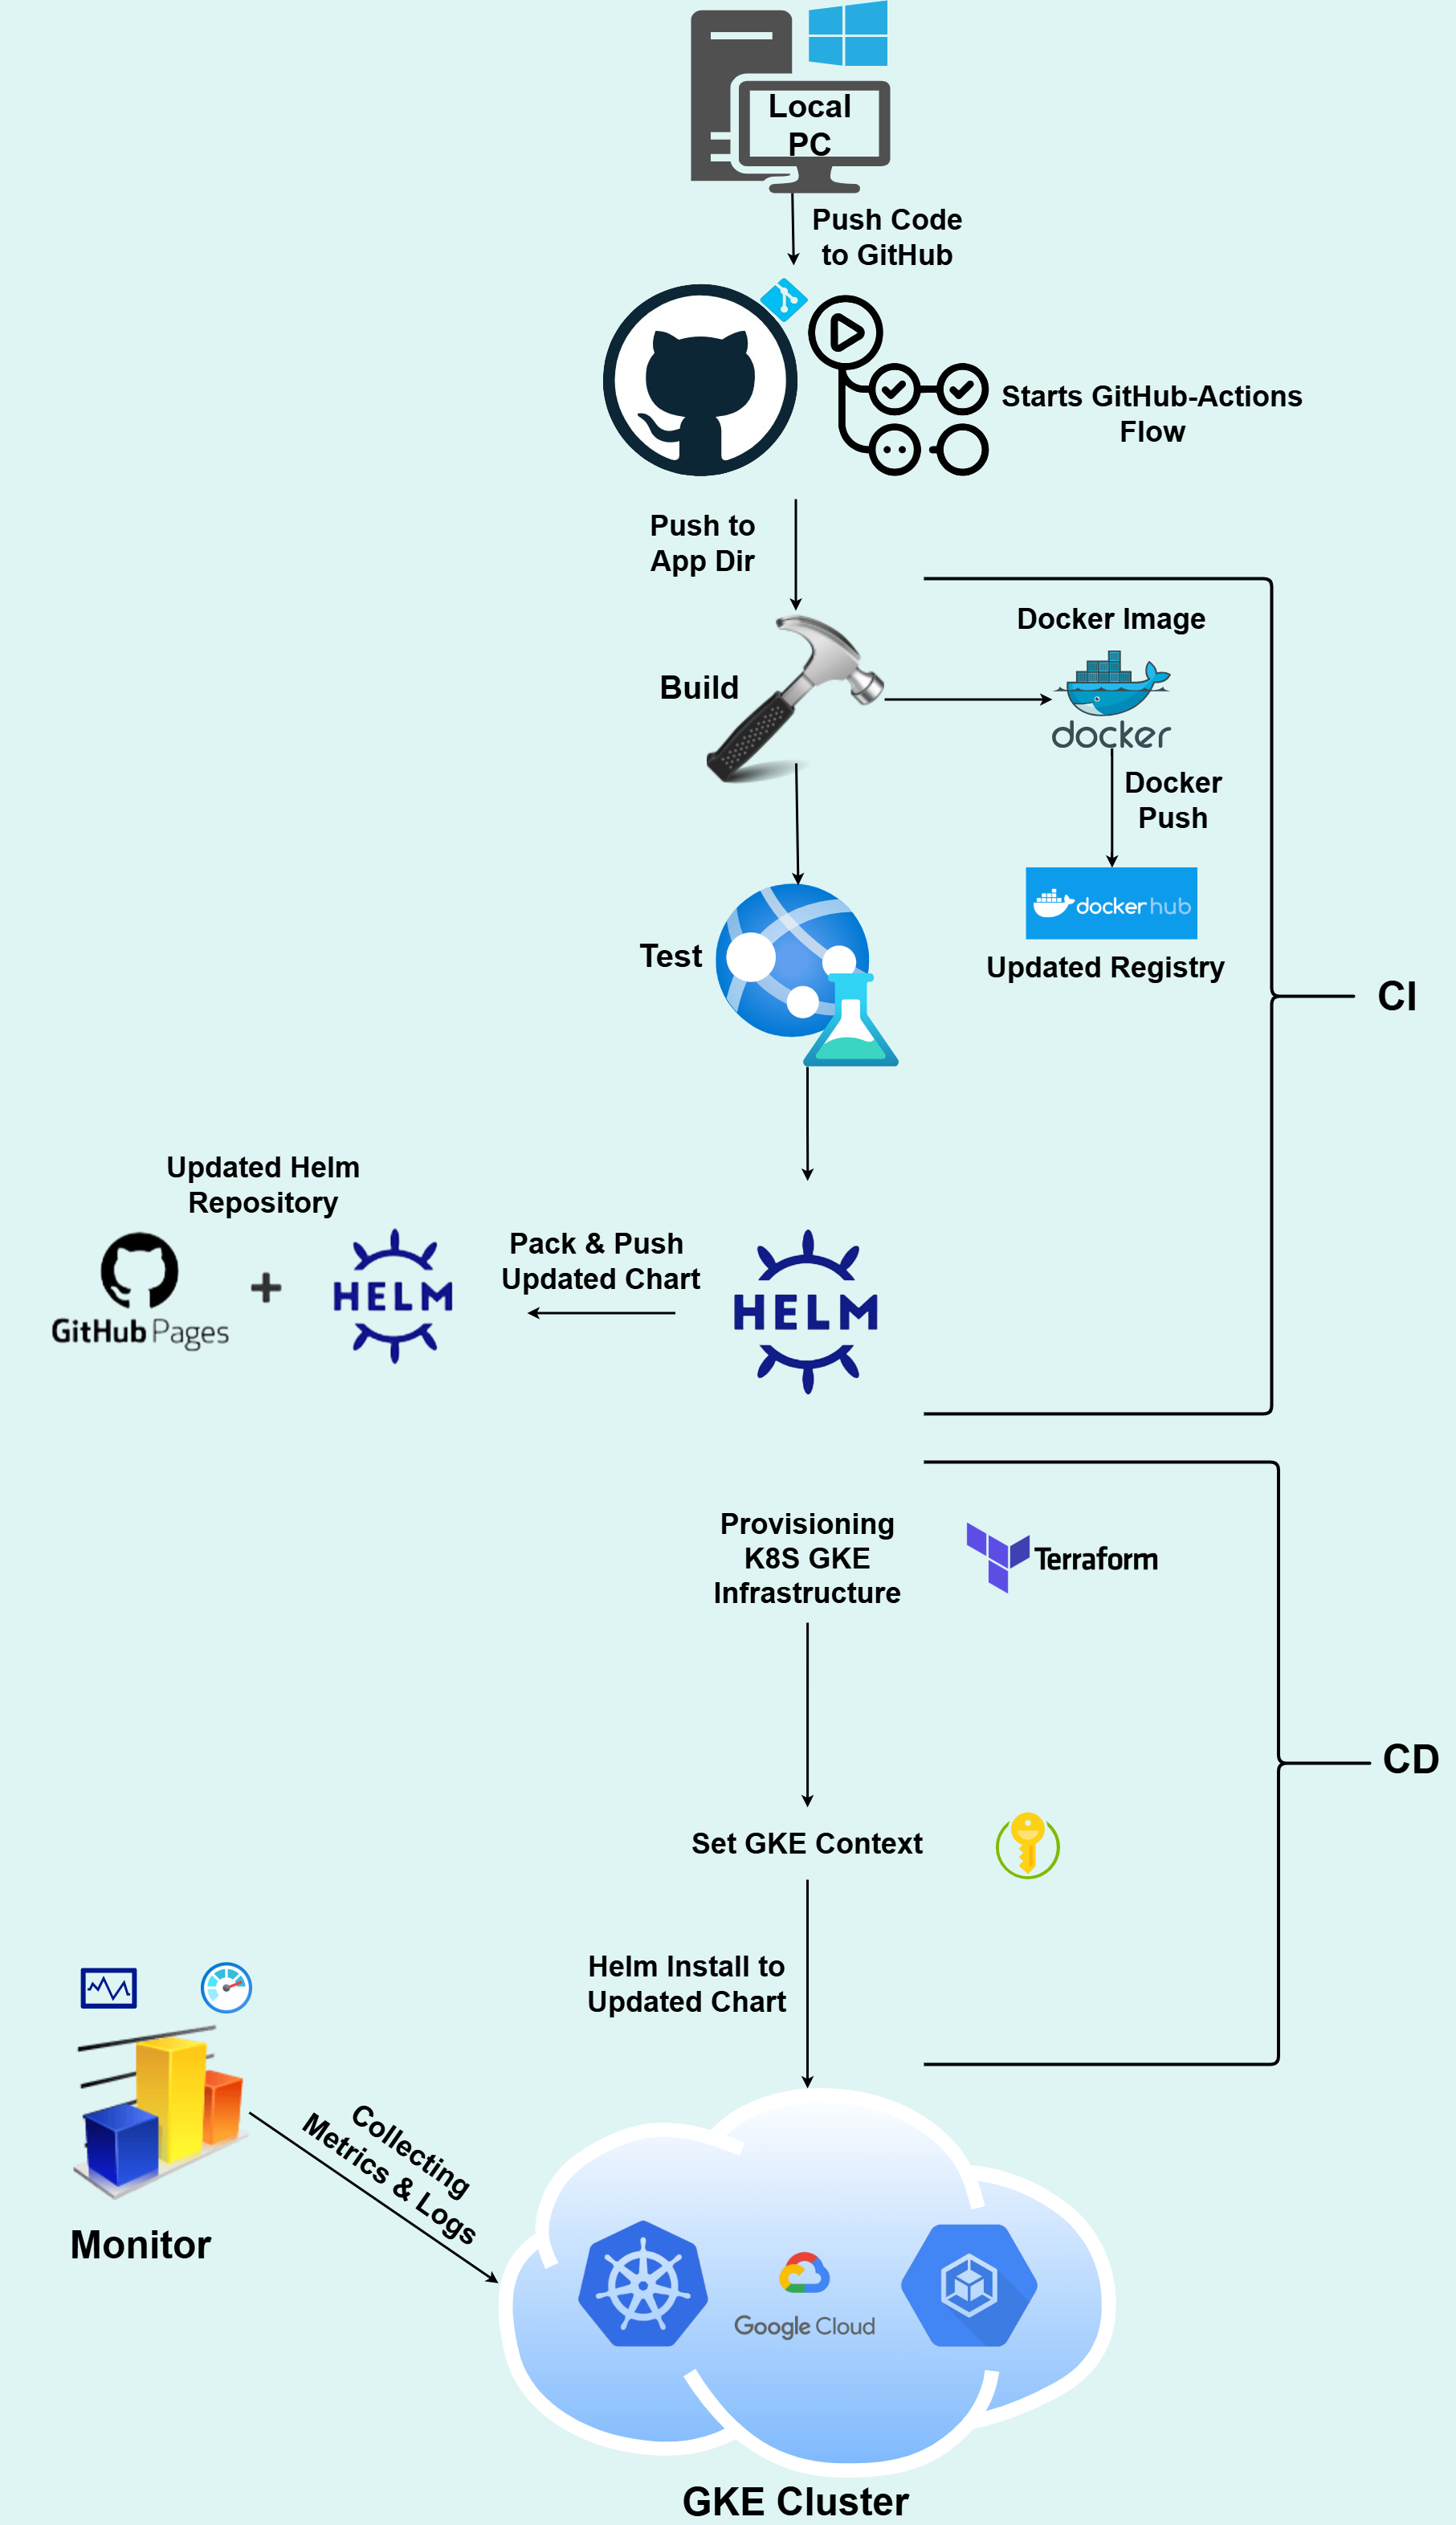 Local
PC
Push Code
to GitHub
Starts GitHub-Actions
Flow
Push to
App Dir
Docker Image
Build
docker
Docker
Push
dockerhub
Test
Updated Registry
CI
Updated Helm
Repository
Pack & Push
Updated Chart
HELM
HELM
GitHub Pages
Provisioning
K8S GKE
Infrastructure
Terraform
CD
Set GKE Context
Helm Install to
Updated Chart
Collecting
Metrics & Logs
Monitor
Google Cloud
GKE Cluster